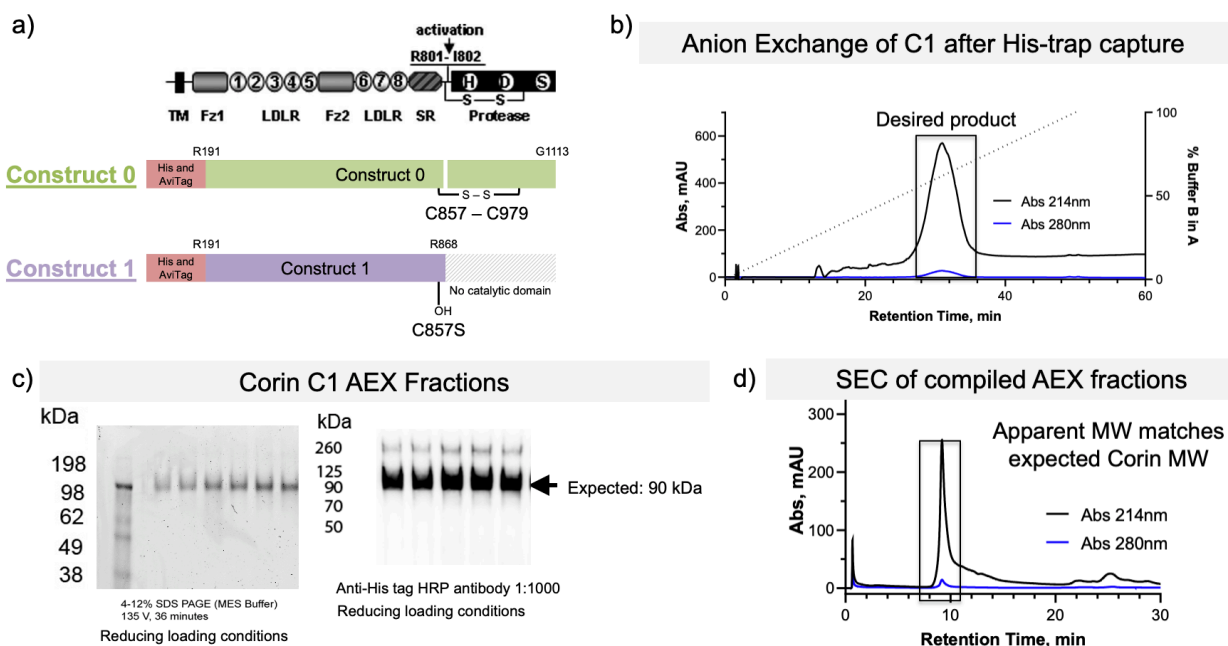 a)
activation
R801- I802
1 2 3 4 5 6 7 8 H D S
S S
TM Fz1 LDLR Fz2 LDLR SR Protease
R191 G1113
Construct 0
His and
AviTag
Construct 0
S – S
C857 – C979
R191 R868
Construct 1
His and
AviTag
Construct 1
No catalytic domain
OH
C857S
b)
Anion Exchange of C1 after His-trap capture
Desired product
Abs, mAU
600
400
200
0
0 20 40 60
Retention Time, min
100
50
0
% Buffer B in A
Abs 214nm
Abs 280nm
c)
Corin C1 AEX Fractions
kDa
198
98
62
49
38
4-12% SDS PAGE (MES Buffer)
135 V, 36 minutes
Reducing loading conditions
kDa
260
125
90
70
50
Expected: 90 kDa
Anti-His tag HRP antibody 1:1000
Reducing loading conditions
d)
SEC of compiled AEX fractions
Apparent MW matches
expected Corin MW
Abs, mAU
300
200
100
0
0 10 20 30
Retention Time, min
Abs 214nm
Abs 280nm